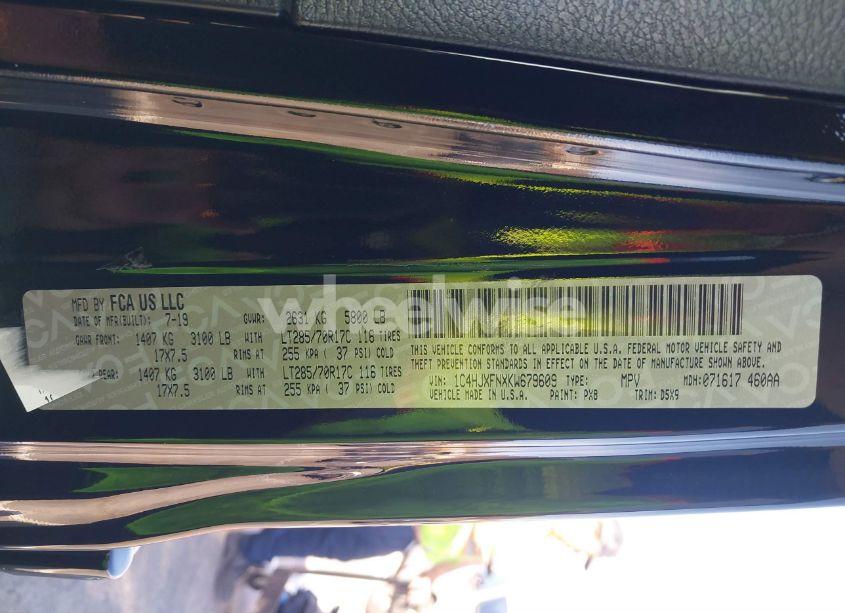 MFD BY FCA US LLC
DATE OF MFR(BUILT): 7-19 GVWR: 2631 KG 5800 LB
GAWR FRONT: 1407 KG 3100 LB WITH LT285/70R17C 116 TIRES
17X7.5 RIMS AT 255 KPA ( 37 PSI) COLD
REAR: 1407 KG 3100 LB WITH LT285/70R17C 116 TIRES
17X7.5 RIMS AT 255 KPA ( 37 PSI) COLD
THIS VEHICLE CONFORMS TO ALL APPLICABLE U.S.A. FEDERAL MOTOR VEHICLE SAFETY AND
THEFT PREVENTION STANDARDS IN EFFECT ON THE DATE OF MANUFACTURE SHOWN ABOVE.
VIN: 1C4HJXFNXKW679609 TYPE: MPV MDH: 071617 460AA
VEHICLE MADE IN U.S.A. PAINT: PX8 TRIM: D5X9
wheelwise